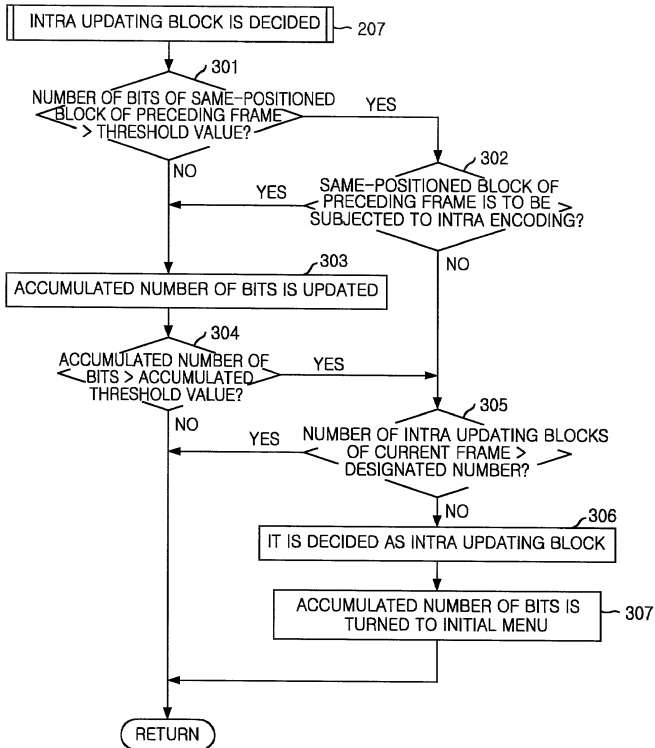 INTRA UPDATING BLOCK IS DECIDED
207
301
NUMBER OF BITS OF SAME-POSITIONED
BLOCK OF PRECEDING FRAME
> THRESHOLD VALUE?
YES
NO
302
SAME-POSITIONED BLOCK OF
PRECEDING FRAME IS TO BE
SUBJECTED TO INTRA ENCODING?
YES
NO
303
ACCUMULATED NUMBER OF BITS IS UPDATED
304
ACCUMULATED NUMBER OF
BITS > ACCUMULATED
THRESHOLD VALUE?
YES
NO
305
NUMBER OF INTRA UPDATING BLOCKS
OF CURRENT FRAME >
DESIGNATED NUMBER?
YES
NO
306
IT IS DECIDED AS INTRA UPDATING BLOCK
ACCUMULATED NUMBER OF BITS IS
TURNED TO INITIAL MENU
307
RETURN